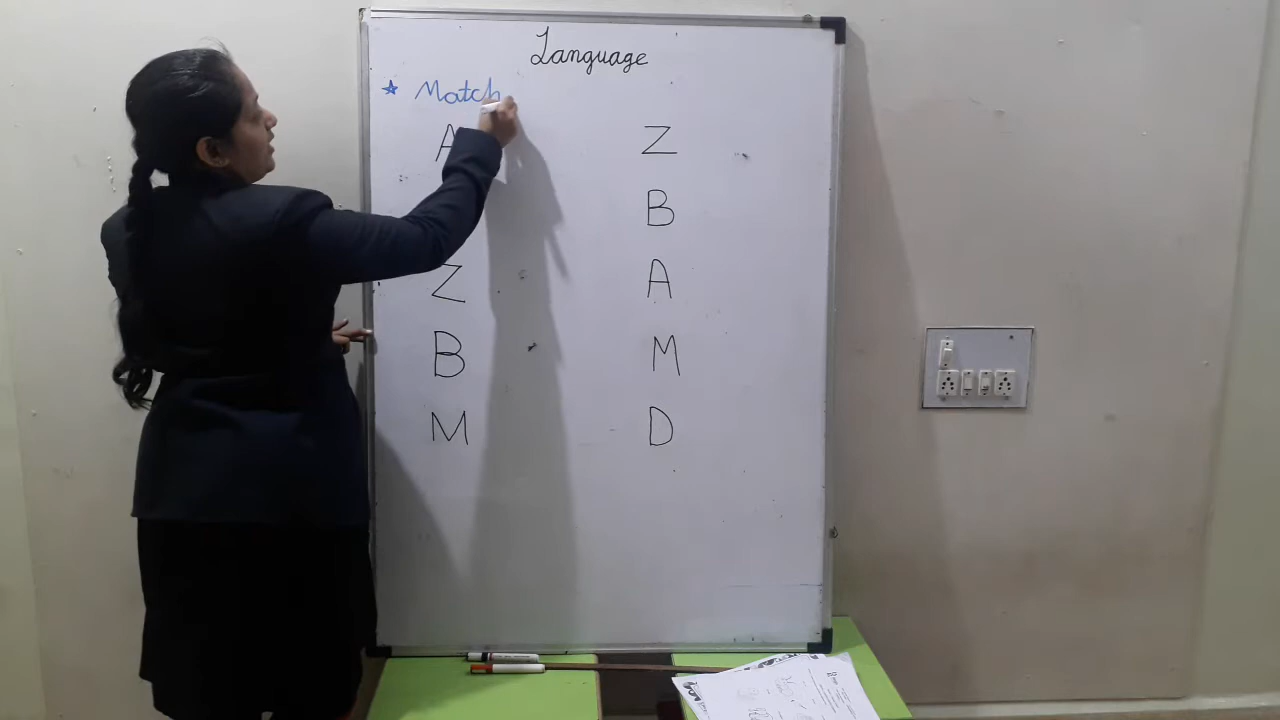 Language
★ Match
A Z
B
Z A
B M
M D